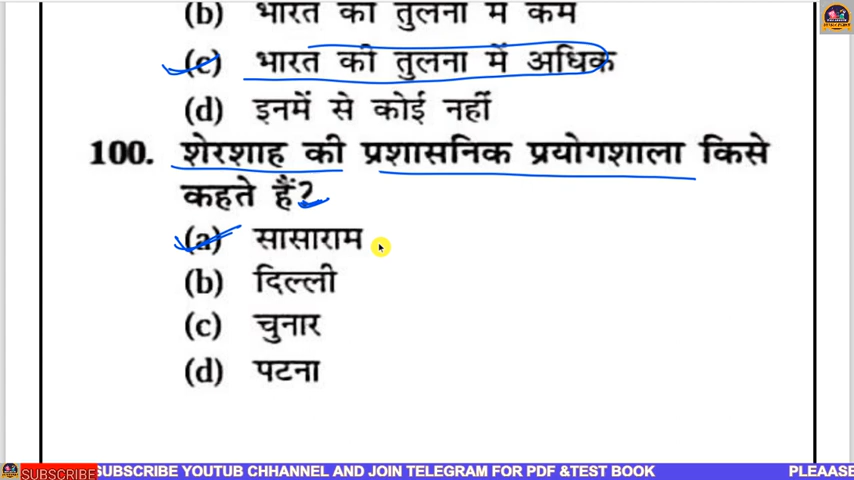 (b) भारत की तुलना में कम
(c) भारत की तुलना में अधिक
(d) इनमें से कोई नहीं
100. शेरशाह की प्रशासनिक प्रयोगशाला किसे
कहते हैं?
(a) सासाराम
(b) दिल्ली
(c) चुनार
(d) पटना
SUBSCRIBE SUBSCRIBE YOUTUB CHHANNEL AND JOIN TELEGRAM FOR PDF &TEST BOOK PLEAASE